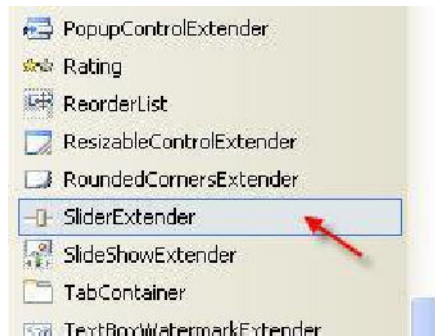 PopupControlExtender
Rating
ReorderList
ResizableControlExtender
RoundedCornersExtender
SliderExtender
SlideShowExtender
TabContainer
TextBoxWatermarkExtender